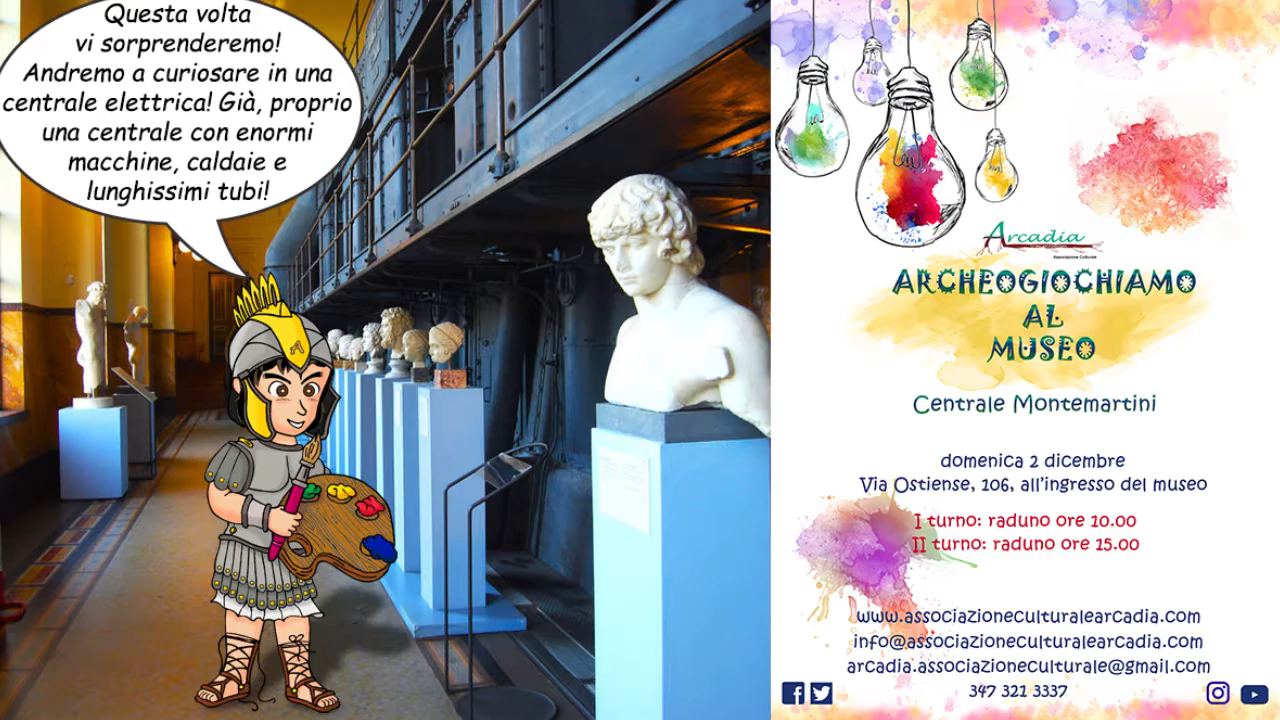 Questa volta
vi sorprenderemo!
Andremo a curiosare in una
centrale elettrica! Già, proprio
una centrale con enormi
macchine, caldaie e
lunghissimi tubi!
A
Arcadia
Associazione Culturale
ARCHEOGIOCHIAMO
AL
MUSEO
Centrale Montemartini
domenica 2 dicembre
Via Ostiense, 106, all'ingresso del museo
I turno: raduno ore 10.00
II turno: raduno ore 15.00
www.associazioneculturalearcadia.com
info@associazioneculturalearcadia.com
arcadia.associazioneculturale@gmail.com
347 321 3337